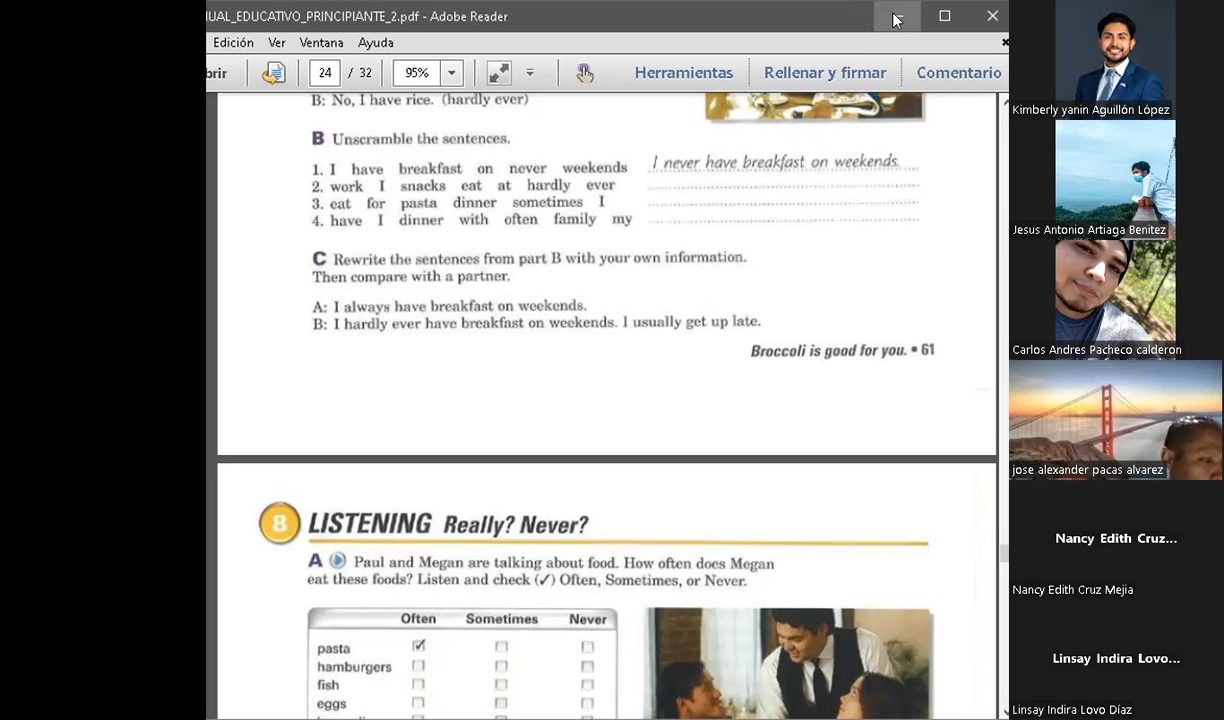 UAL_EDUCATIVO_PRINCIPIANTE_2.pdf - Adobe Reader
Edición Ver Ventana Ayuda
brir 24 / 32 95% Herramientas Rellenar y firmar Comentario
B: No, I have rice. (hardly ever)
B Unscramble the sentences.
1. I have breakfast on never weekends I never have breakfast on weekends.
2. work I snacks eat at hardly ever
3. eat for pasta dinner sometimes I
4. have I dinner with often family my
C Rewrite the sentences from part B with your own information.
Then compare with a partner.
A: I always have breakfast on weekends.
B: I hardly ever have breakfast on weekends. I usually get up late.
Broccoli is good for you. • 61
8 LISTENING Really? Never?
A Paul and Megan are talking about food. How often does Megan
eat these foods? Listen and check (✓) Often, Sometimes, or Never.
Often Sometimes Never
pasta
hamburgers
fish
eggs
Kimberly yanin Aguillón López
Jesus Antonio Artiaga Benitez
Carlos Andres Pacheco calderon
jose alexander pacas alvarez
Nancy Edith Cruz...
Nancy Edith Cruz Mejia
Linsay Indira Lovo...
Linsay Indira Lovo Díaz